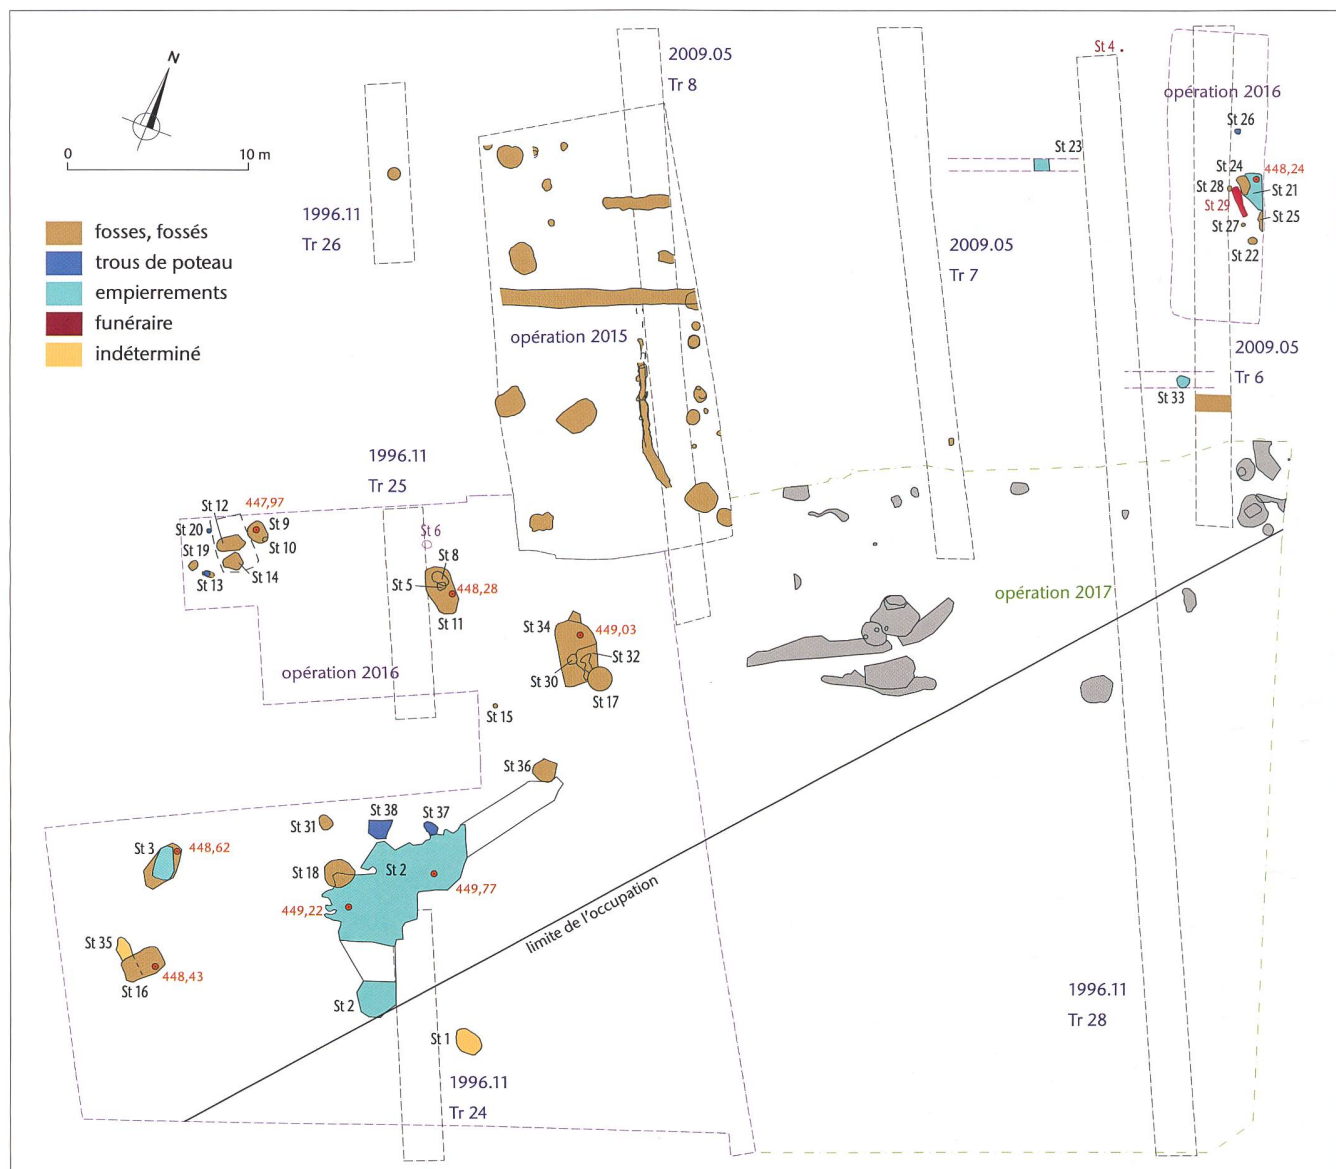 N
0
10 m
fosses, fossés
trous de poteau
empierrements
funéraire
indéterminé
1996.11
Tr 26
2009.05
Tr 8
opération 2015
2009.05
Tr 7
St 23
St 4
opération 2016
St 26
St 24
448,24
St 28
St 21
St 29
St 25
St 27
St 22
2009.05
Tr 6
St 33
1996.11
Tr 25
St 12
447,97
St 20
St 9
St 10
St 19
St 13
St 14
St 6
St 8
St 5
448,28
St 11
opération 2016
St 34
449,03
St 32
St 30
St 17
St 15
opération 2017
St 36
St 31
St 38
St 37
St 3
448,62
St 18
St 2
449,77
449,22
St 35
448,43
St 16
St 2
St 1
limite de l'occupation
1996.11
Tr 24
1996.11
Tr 28